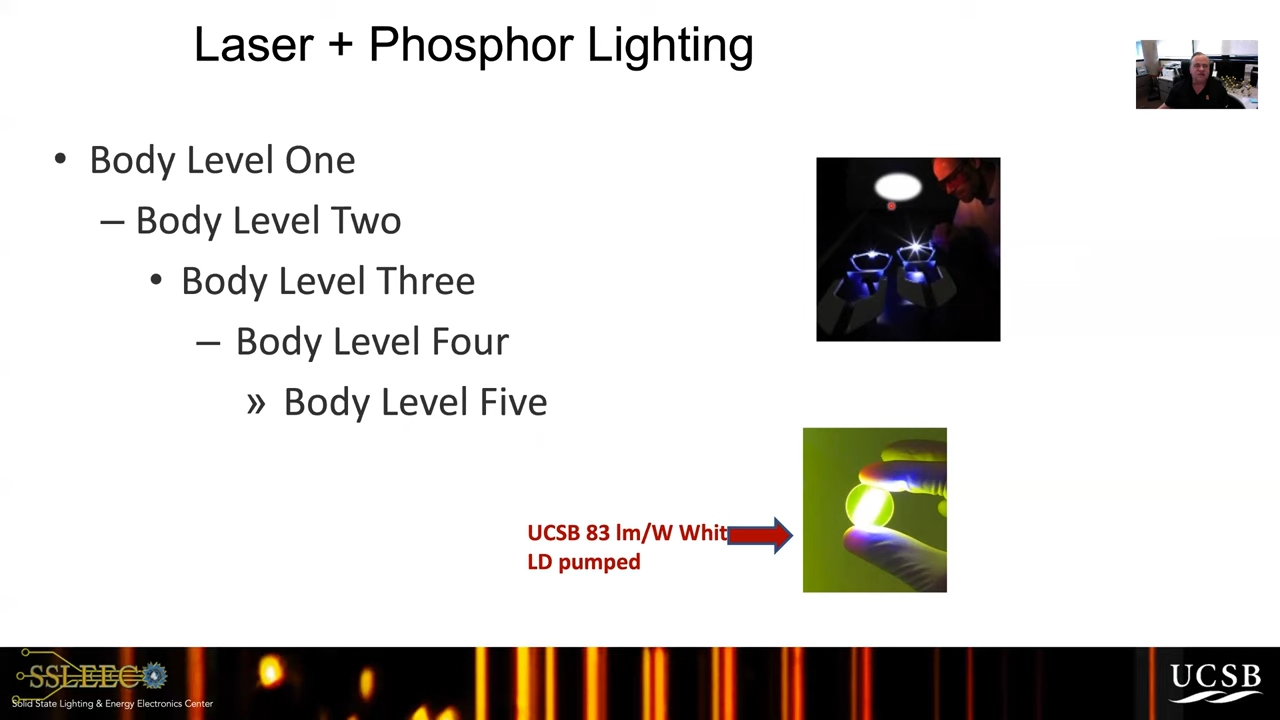 Laser + Phosphor Lighting
• Body Level One
– Body Level Two
• Body Level Three
– Body Level Four
» Body Level Five
UCSB 83 lm/W Whit
LD pumped
SSLEEC
Solid State Lighting & Energy Electronics Center
UCSB